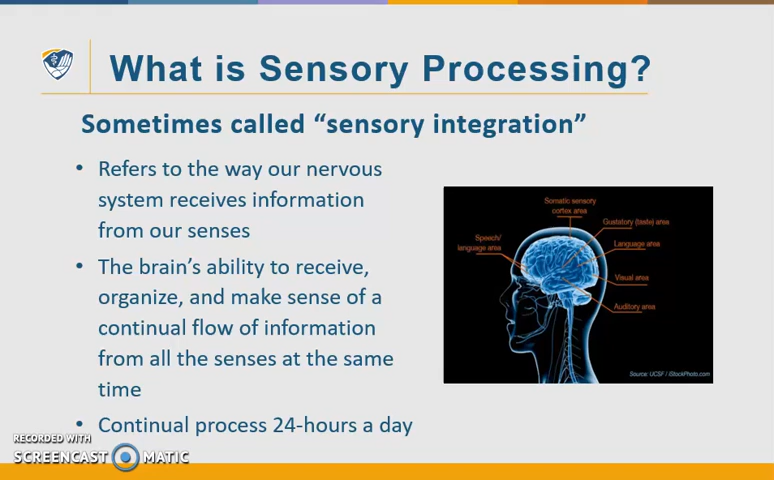 What is Sensory Processing?
Sometimes called “sensory integration”
• Refers to the way our nervous
system receives information
from our senses
• The brain’s ability to receive,
organize, and make sense of a
continual flow of information
from all the senses at the same
time
• Continual process 24-hours a day
Somatic sensory
cortex area
Gustatory (taste) area
Speech/
language area
Language area
Visual area
Auditory area
Source: UCSF / iStockPhoto.com
RECORDED WITH
SCREENCAST MATIC